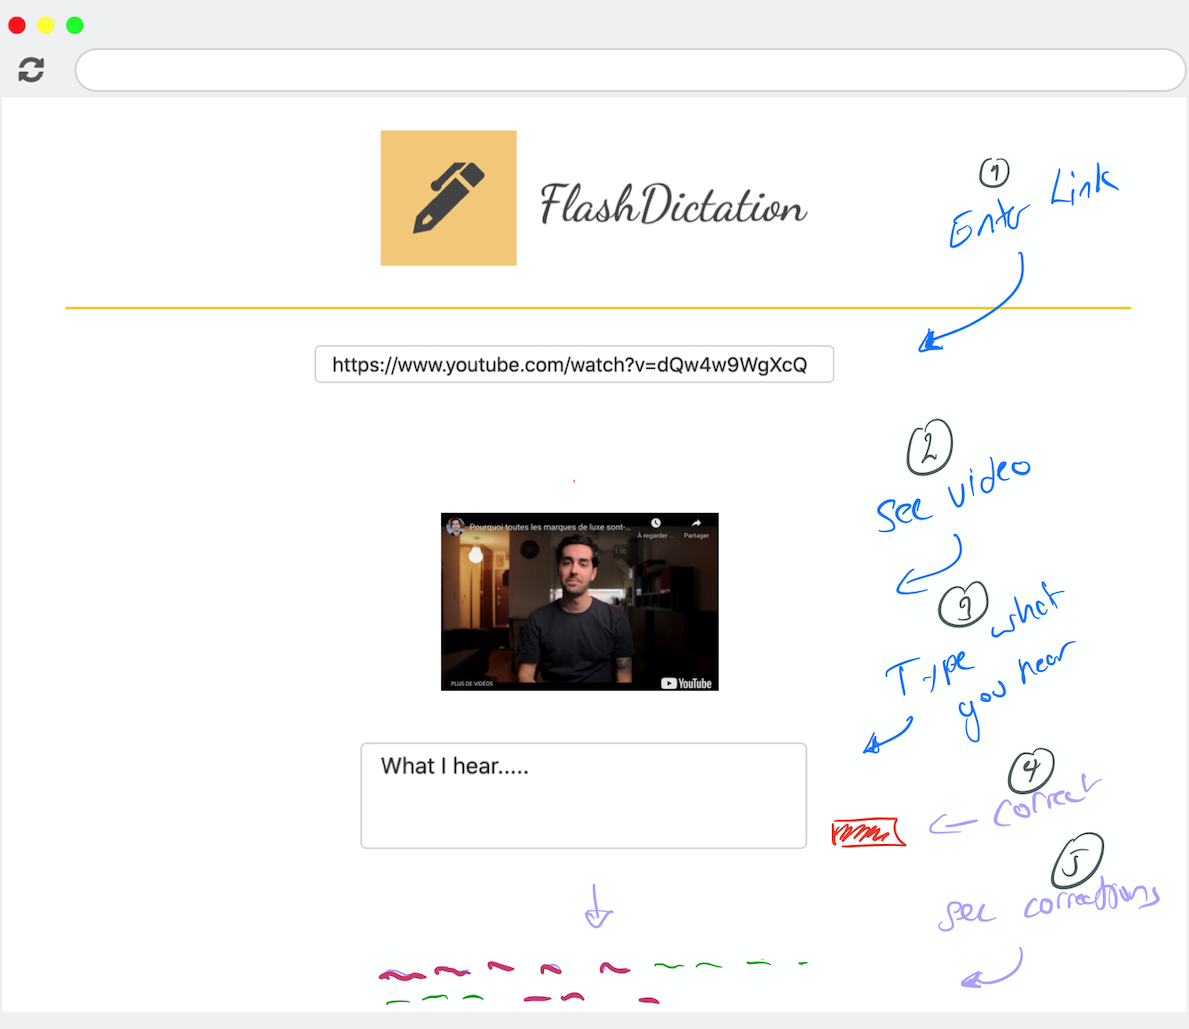 FlashDictation
1
Enter Link
https://www.youtube.com/watch?v=dQw4w9WgXcQ
2
See video
Pourquoi toutes les marques de luxe sont-...
À regarder ...
Partager
1.00
PLUS DE VIDÉOS
YouTube
3
Type what
you hear
What I hear.....
4
correct
5
see corrections